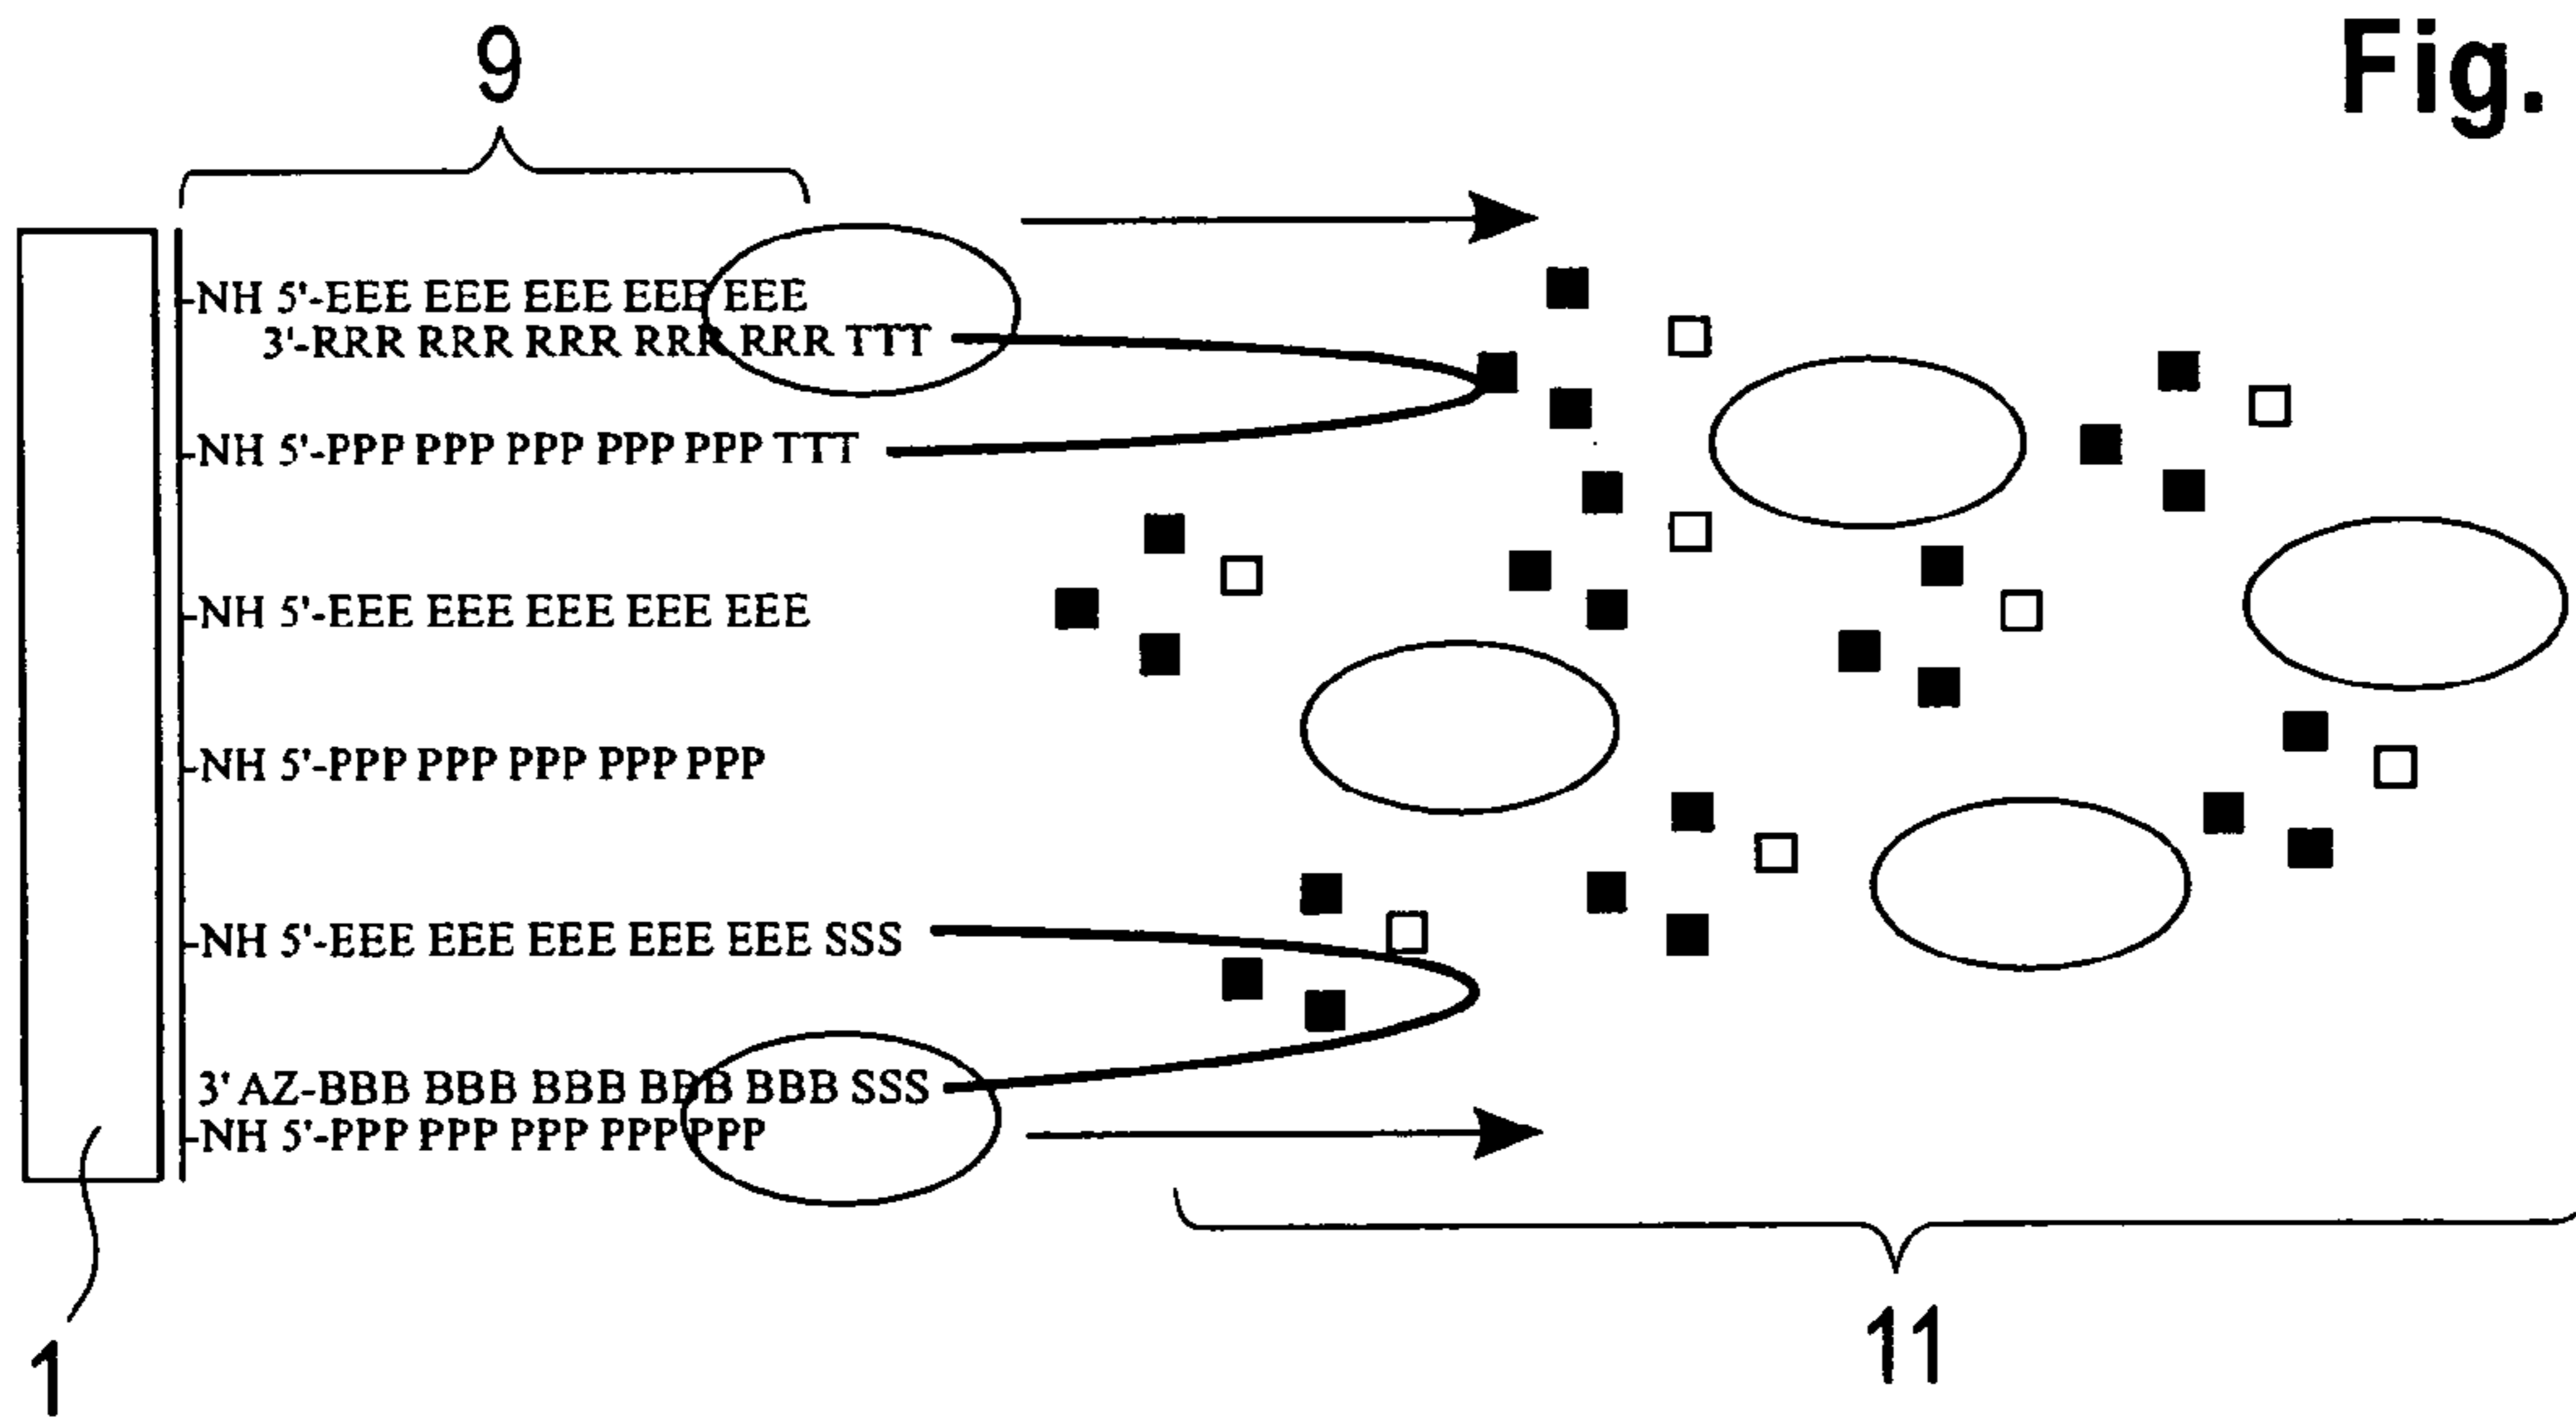 Fig.
9
-NH 5'-EEE EEE EEE EEE EEE
3'-RRR RRR RRR RRR RRR TTT
-NH 5'-PPP PPP PPP PPP PPP TTT
-NH 5'-EEE EEE EEE EEE EEE
-NH 5'-PPP PPP PPP PPP PPP
-NH 5'-EEE EEE EEE EEE EEE SSS
3' AZ-BBB BBB BBB BBB BBB SSS
-NH 5'-PPP PPP PPP PPP PPP
1
11